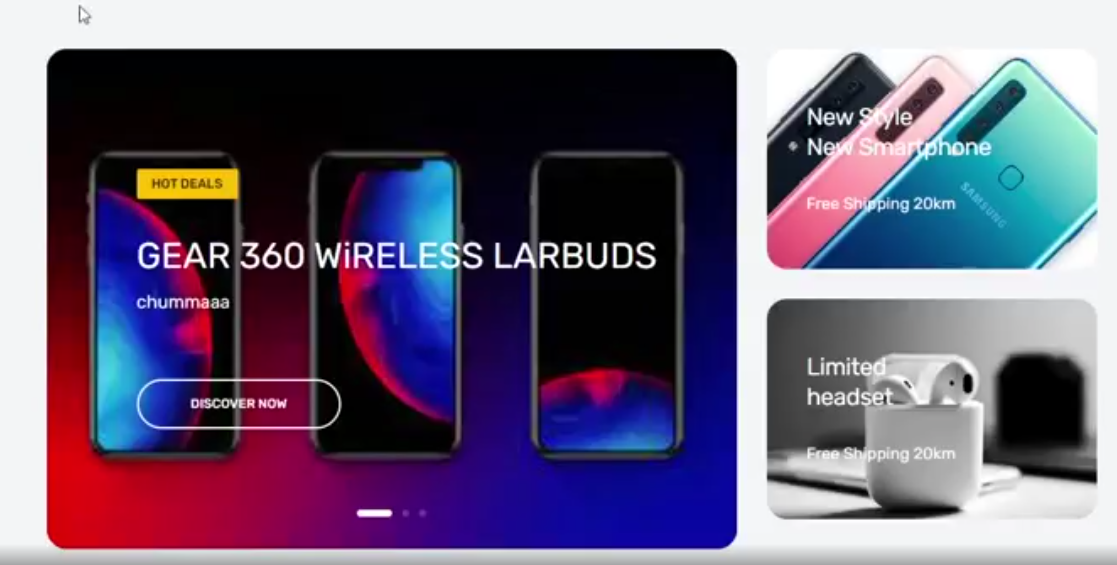 HOT DEALS
GEAR 360 WiRELESS LARBUDS
chummaaa
DISCOVER NOW
New Style
New Smartphone
Free Shipping 20km
SAMSUNG
Limited
headset
Free Shipping 20km